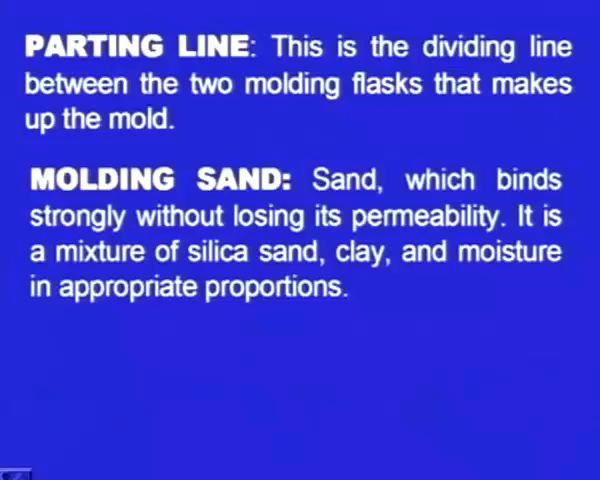 PARTING LINE: This is the dividing line
between the two molding flasks that makes
up the mold.
MOLDING SAND: Sand, which binds
strongly without losing its permeability. It is
a mixture of silica sand, clay, and moisture
in appropriate proportions.